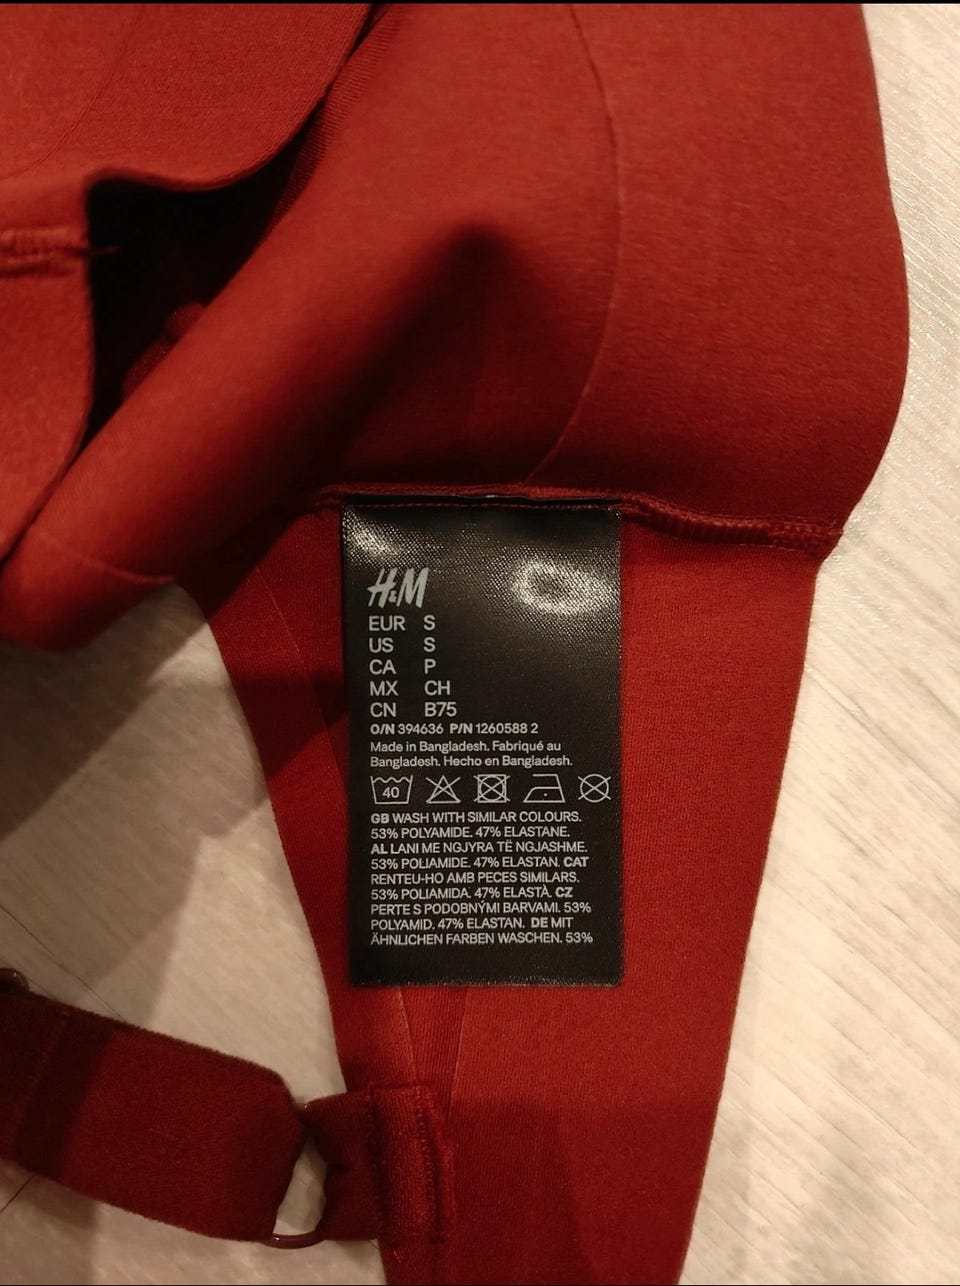 H&M
EUR S
US S
CA P
MX CH
CN B75
O/N 394636 P/N 1260588 2
Made in Bangladesh. Fabriqué au
Bangladesh. Hecho en Bangladesh.
40
GB WASH WITH SIMILAR COLOURS.
53% POLYAMIDE. 47% ELASTANE.
AL LANI ME NGJYRA TË NGJASHME.
53% POLIAMIDE. 47% ELASTAN. CAT
RENTEU-HO AMB PECES SIMILARS.
53% POLIAMIDA. 47% ELASTÀ. CZ
PERTE S PODOBNÝMI BARVAMI. 53%
POLYAMID. 47% ELASTAN. DE MIT
ÄHNLICHEN FARBEN WASCHEN. 53%